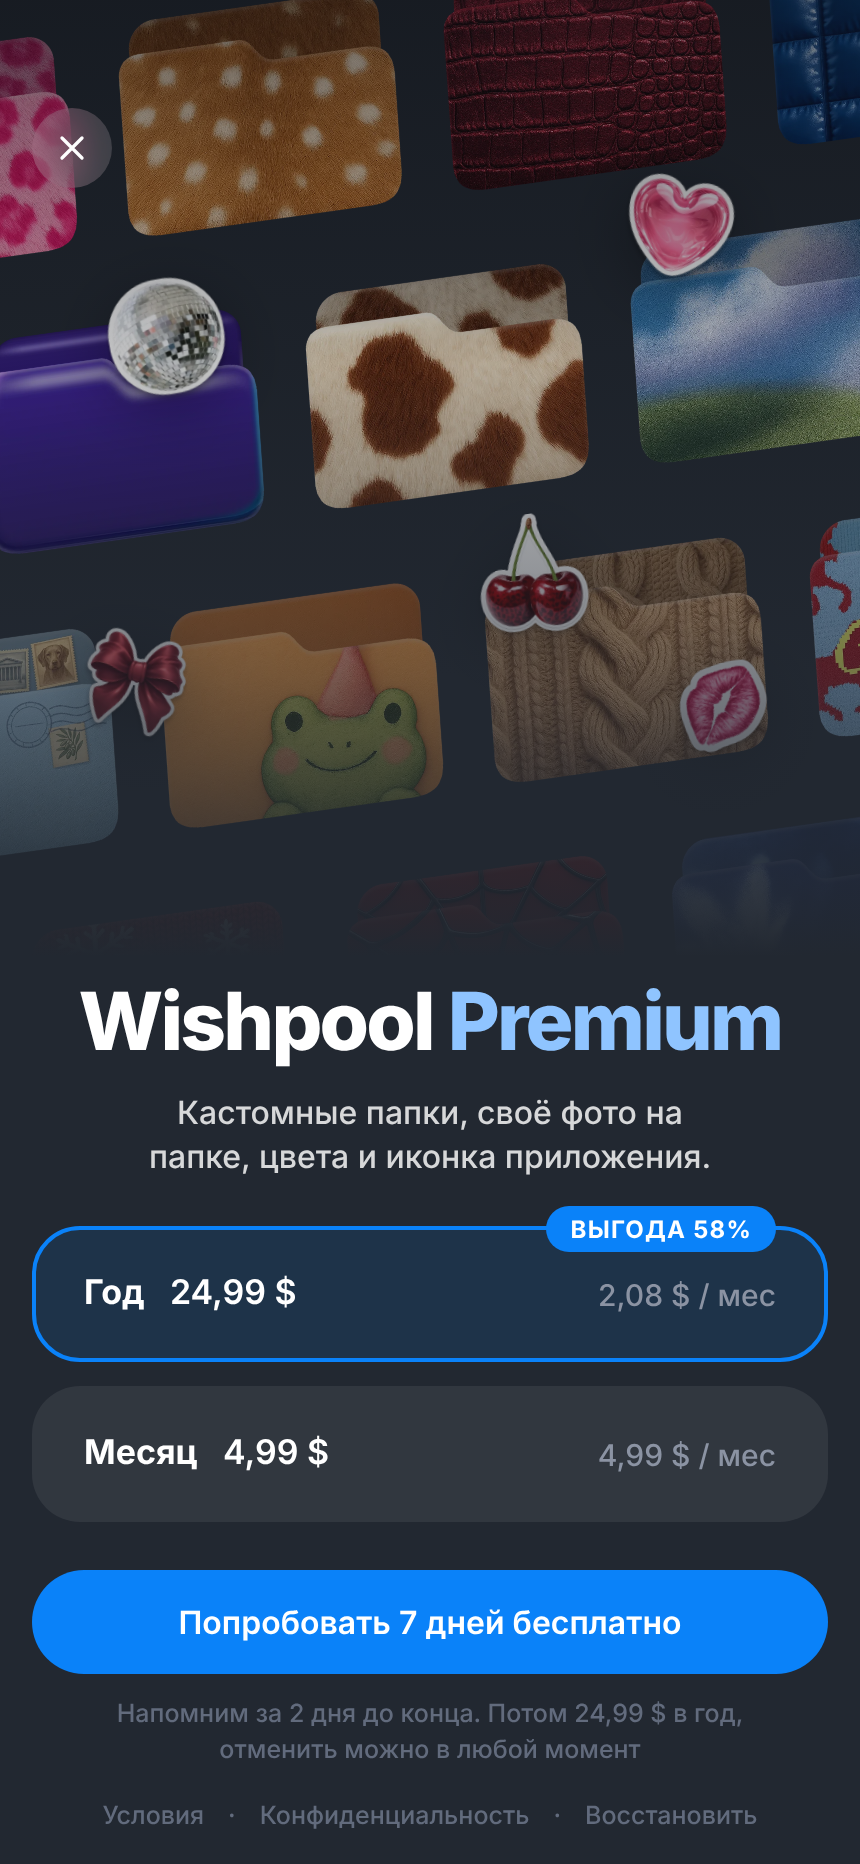 Wishpool Premium
Кастомные папки, своё фото на
папке, цвета и иконка приложения.
ВЫГОДА 58%
Год 24,99 $ 2,08 $ / мес
Месяц 4,99 $ 4,99 $ / мес
Попробовать 7 дней бесплатно
Напомним за 2 дня до конца. Потом 24,99 $ в год,
отменить можно в любой момент
Условия · Конфиденциальность · Восстановить